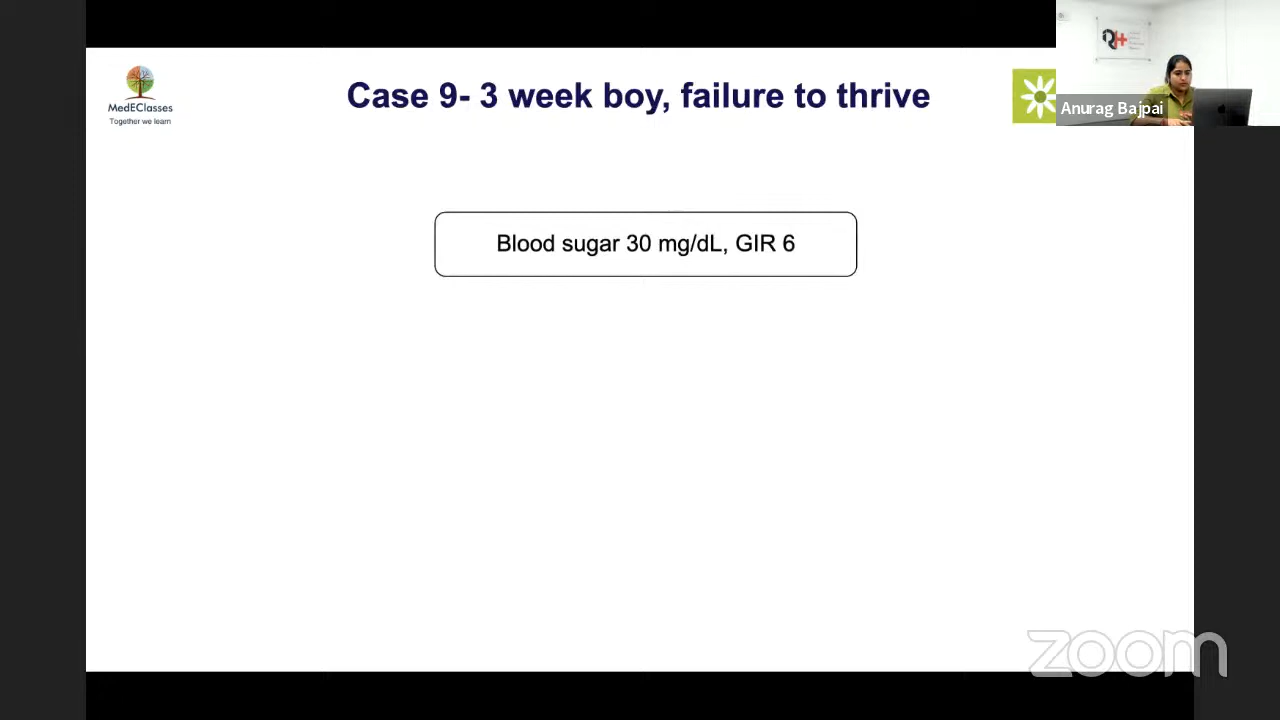 MedEClasses
Together we learn
Case 9- 3 week boy, failure to thrive
Anurag Bajpai
Blood sugar 30 mg/dL, GIR 6
zoom